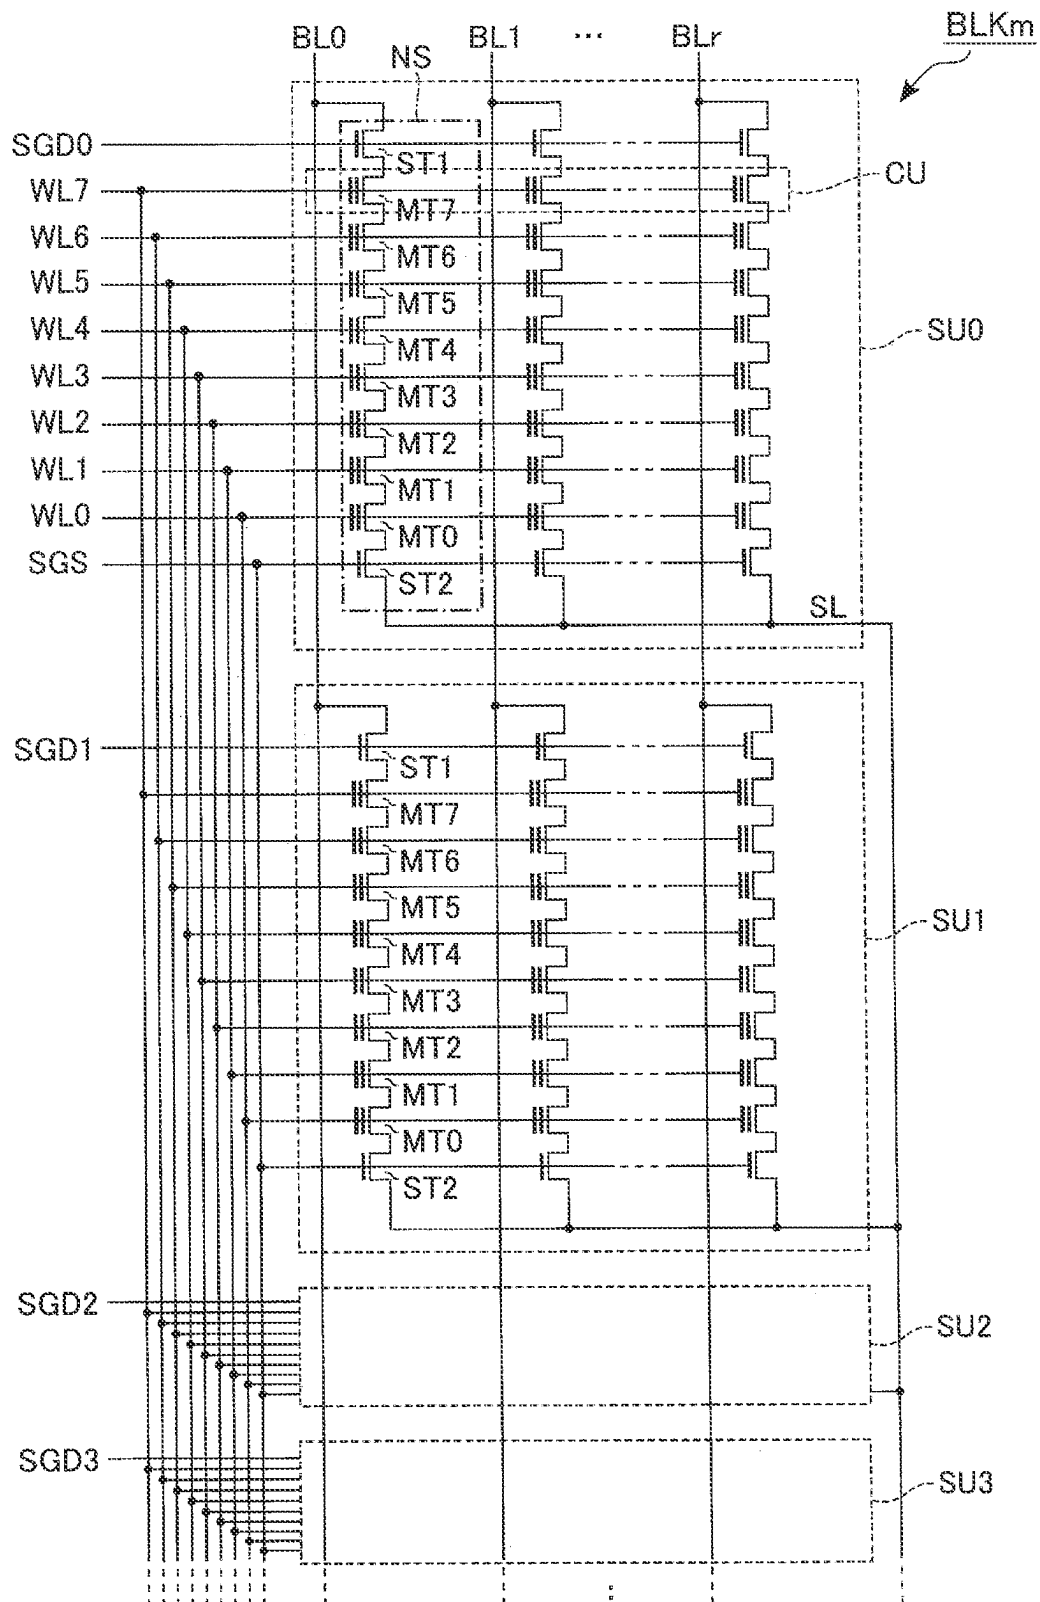 BLKm
BL0 BL1 ... BLr
NS
SGD0
ST1
CU
WL7
MT7
WL6
MT6
WL5
MT5
WL4
MT4
SU0
WL3
MT3
WL2
MT2
WL1
MT1
WL0
MT0
SGS
ST2
SL
SGD1
ST1
MT7
MT6
MT5
SU1
MT4
MT3
MT2
MT1
MT0
ST2
SGD2
SU2
SGD3
SU3